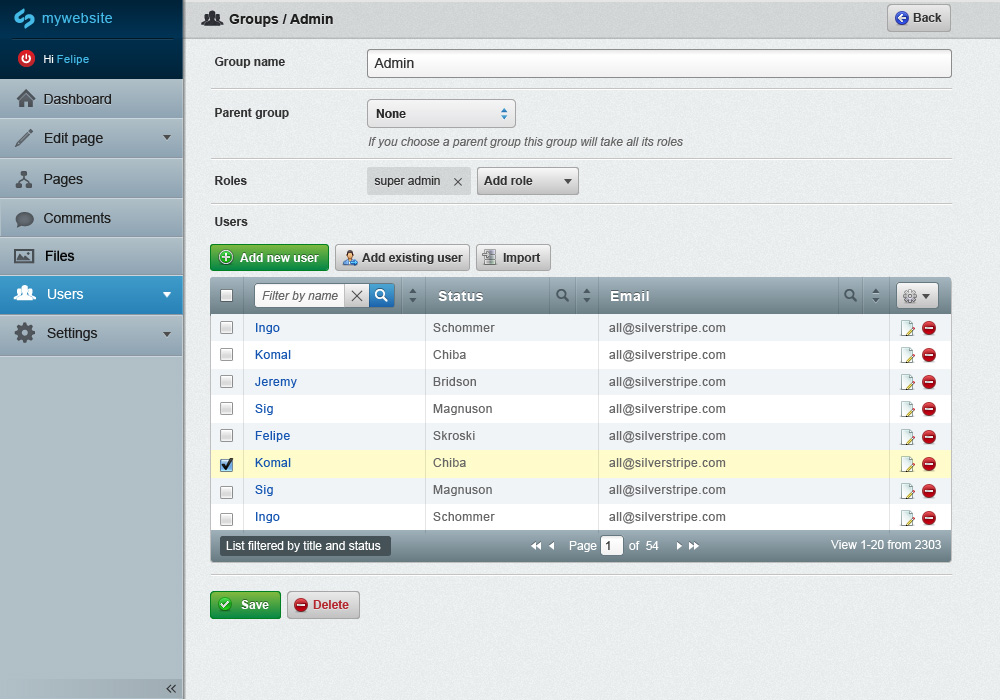 mywebsite
Hi Felipe
Dashboard
Edit page
Pages
Comments
Files
Users
Settings
Groups / Admin
Back
Group name
Admin
Parent group
None
If you choose a parent group this group will take all its roles
Roles
super admin
Add role
Users
Add new user
Add existing user
Import
Filter by name
Status
Email
Ingo Schommer all@silverstripe.com
Komal Chiba all@silverstripe.com
Jeremy Bridson all@silverstripe.com
Sig Magnuson all@silverstripe.com
Felipe Skroski all@silverstripe.com
Komal Chiba all@silverstripe.com
Sig Magnuson all@silverstripe.com
Ingo Schommer all@silverstripe.com
List filtered by title and status
Page 1 of 54
View 1-20 from 2303
Save
Delete